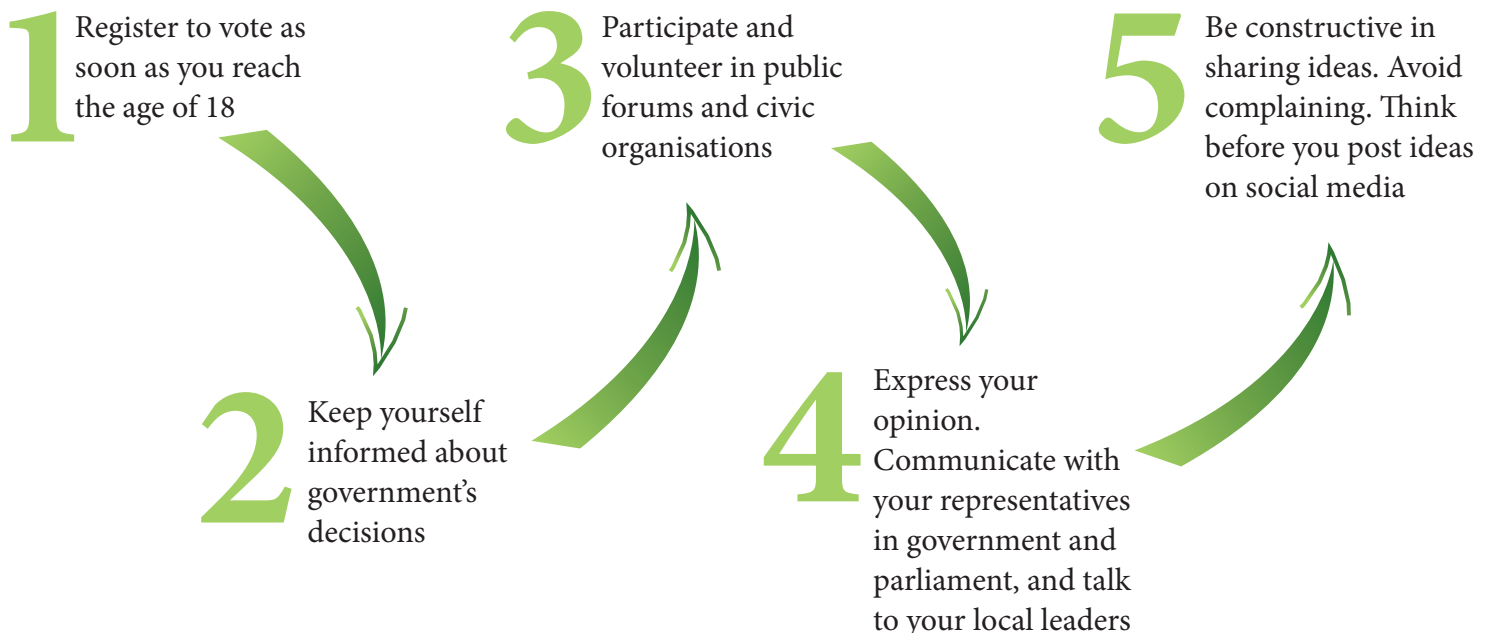 1
Register to vote as
soon as you reach
the age of 18
2
Keep yourself
informed about
government’s
decisions
3
Participate and
volunteer in public
forums and civic
organisations
4
Express your
opinion.
Communicate with
your representatives
in government and
parliament, and talk
to your local leaders
5
Be constructive in
sharing ideas. Avoid
complaining. Think
before you post ideas
on social media